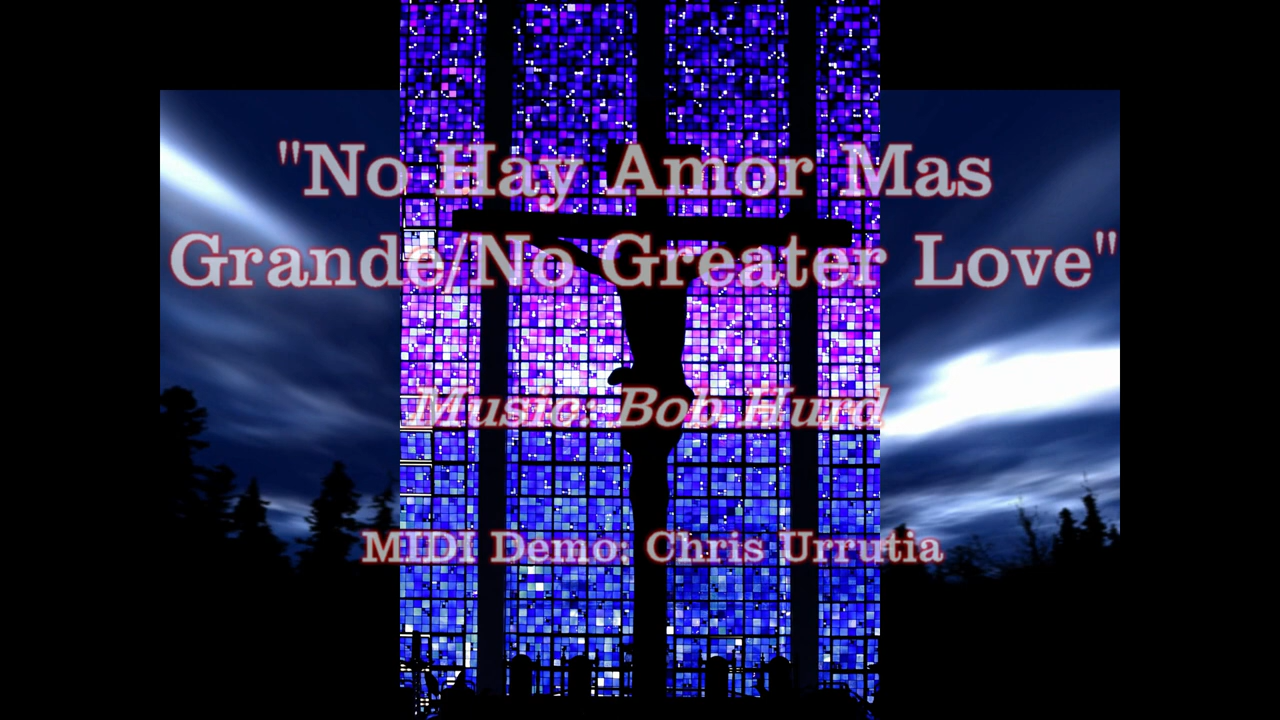 "No Hay Amor Mas
Grande/No Greater Love"
Music: Bob Hurd
MIDI Demo: Chris Urrutia